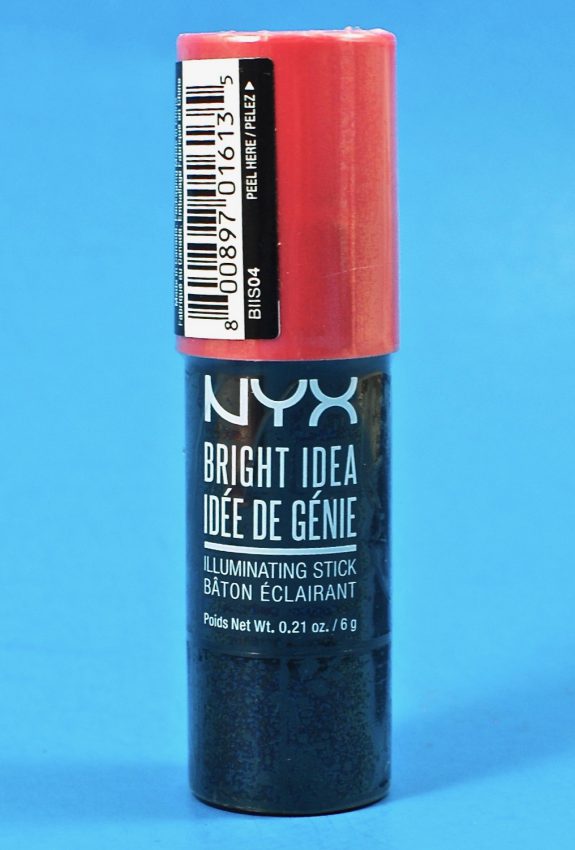 PEEL HERE / PELEZ ▶
8 00897 01613 5
BIIS04
NYX
BRIGHT IDEA
IDÉE DE GÉNIE
ILLUMINATING STICK
BÂTON ÉCLAIRANT
Poids Net Wt. 0.21 oz. / 6 g